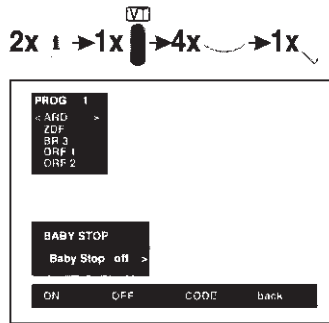 VT
2x i →1x →4x →1x
PROG 1
< ARD >
ZDF
BR 3
ORF 1
ORF 2
BABY STOP
Baby Stop off >
ON OFF CODE back